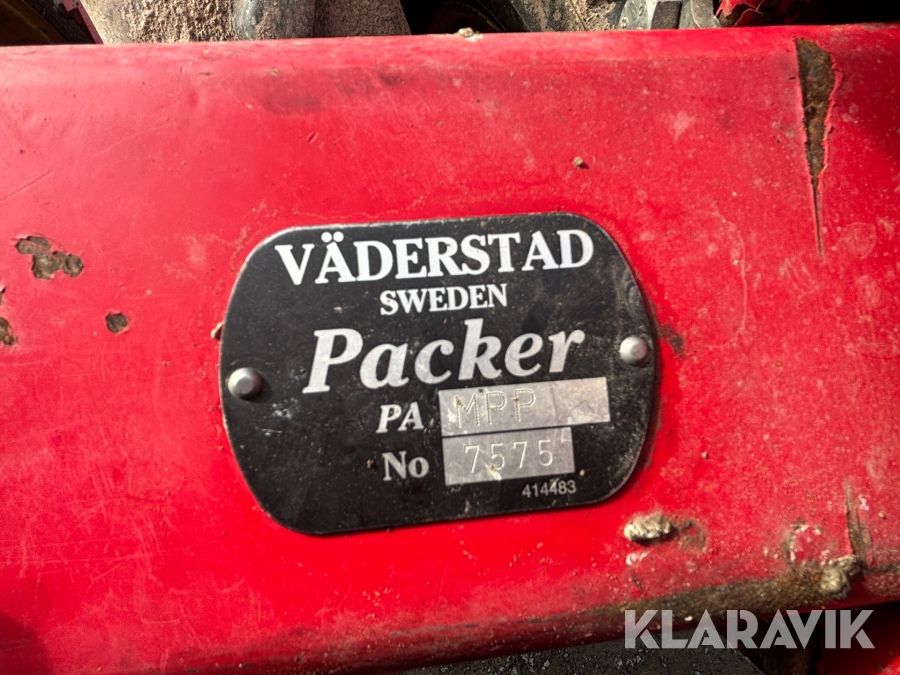 VÄDERSTAD
SWEDEN
Packer
PA MPP
No 7575
414483
KLARAVIK